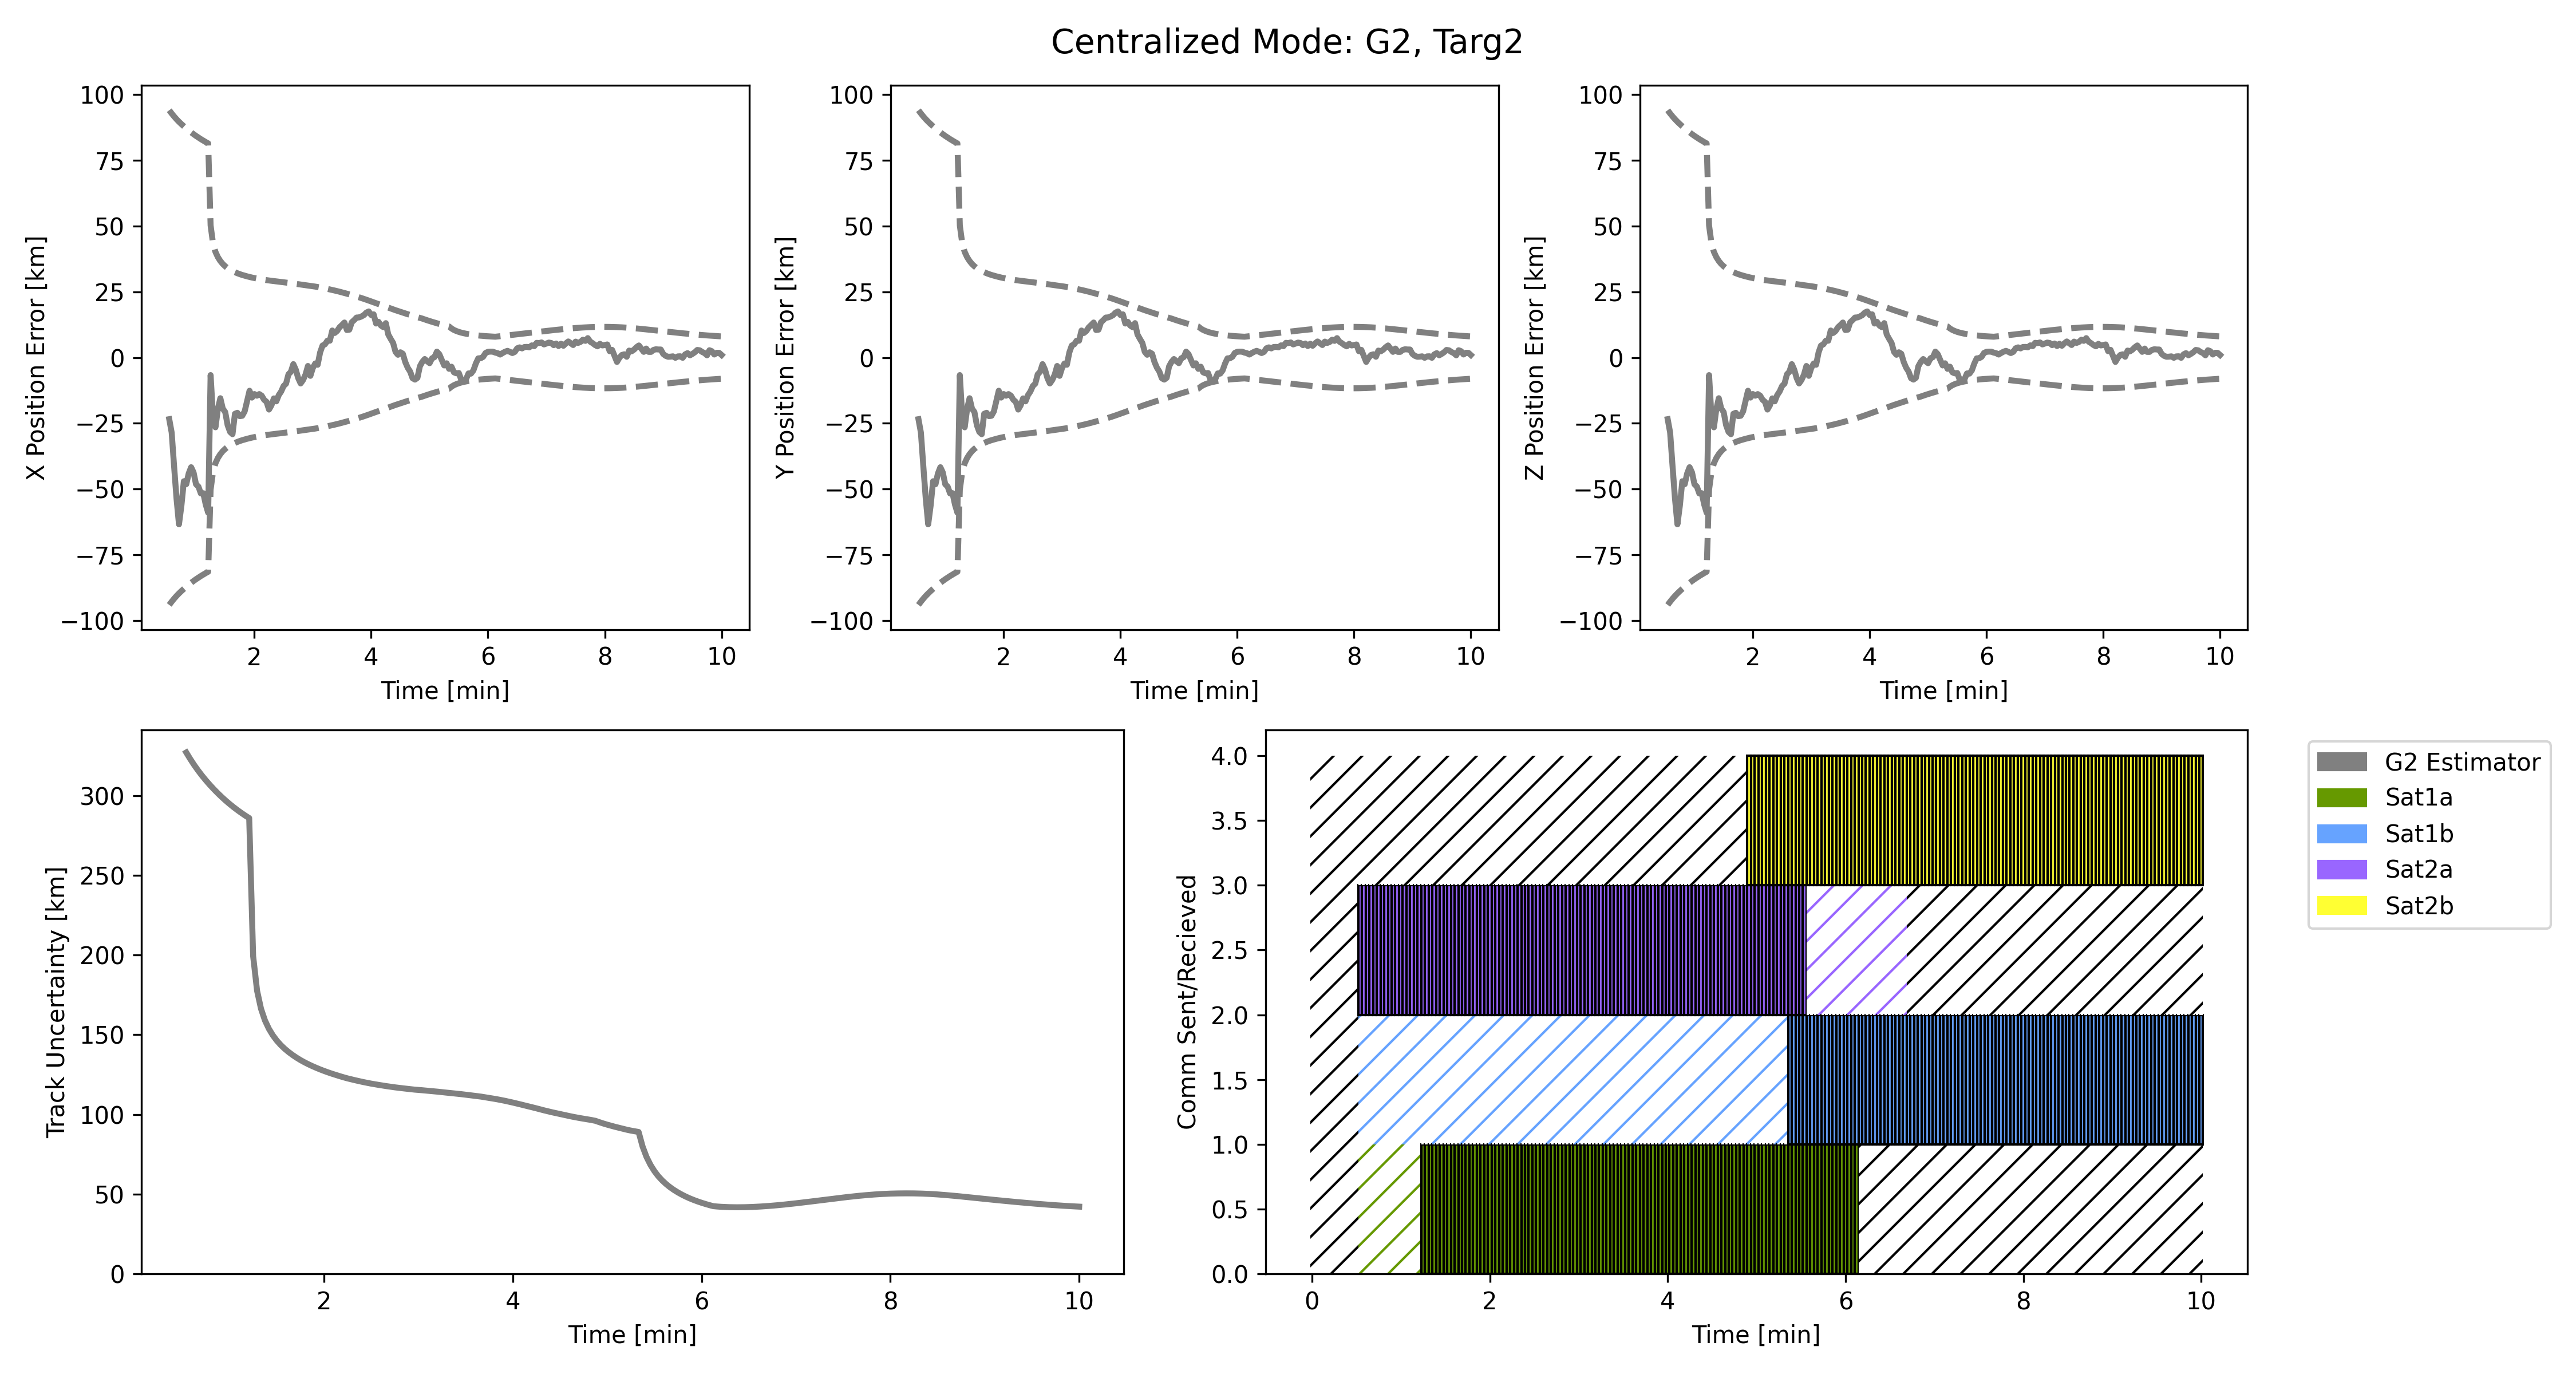 Centralized Mode: G2, Targ2
X Position Error [km]
100
75
50
25
0
−25
−50
−75
−100
2 4 6 8 10
Time [min]
Y Position Error [km]
100
75
50
25
0
−25
−50
−75
−100
2 4 6 8 10
Time [min]
Z Position Error [km]
100
75
50
25
0
−25
−50
−75
−100
2 4 6 8 10
Time [min]
Track Uncertainty [km]
300
250
200
150
100
50
0
2 4 6 8 10
Time [min]
Comm Sent/Recieved
4.0
3.5
3.0
2.5
2.0
1.5
1.0
0.5
0.0
0 2 4 6 8 10
Time [min]
G2 Estimator
Sat1a
Sat1b
Sat2a
Sat2b